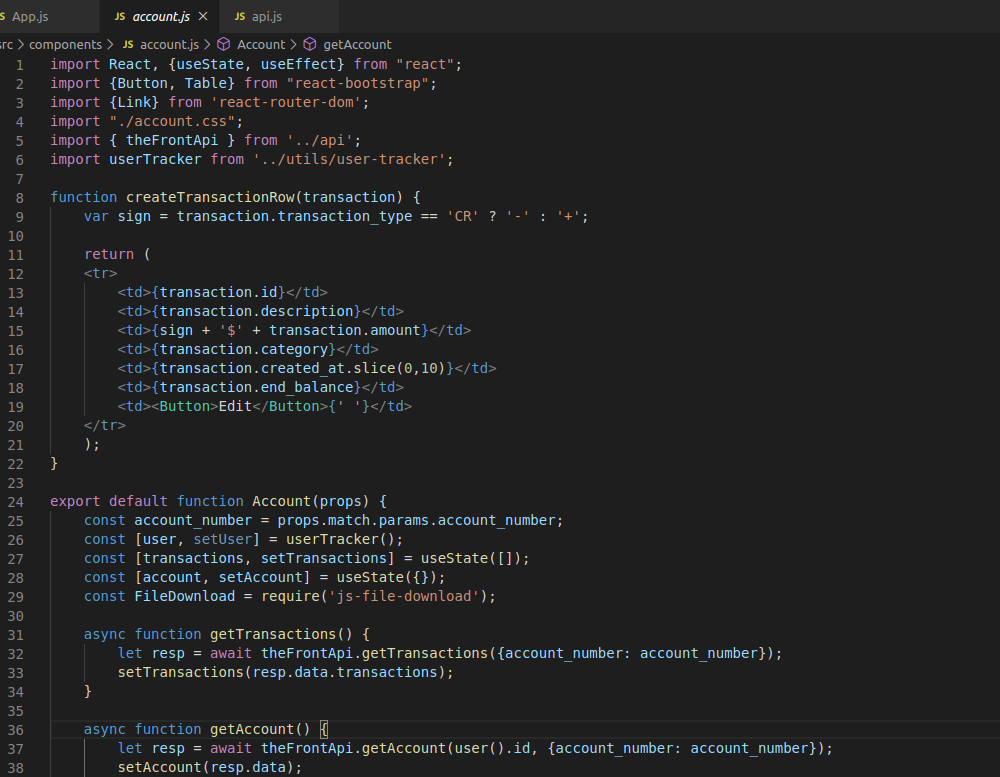 JS App.js JS account.js × JS api.js
src > components > JS account.js > Account > getAccount
1 import React, {useState, useEffect} from "react";
2 import {Button, Table} from "react-bootstrap";
3 import {Link} from 'react-router-dom';
4 import "./account.css";
5 import { theFrontApi } from '../api';
6 import userTracker from '../utils/user-tracker';
7
8 function createTransactionRow(transaction) {
9     var sign = transaction.transaction_type == 'CR' ? '-' : '+';
10
11     return (
12     <tr>
13         <td>{transaction.id}</td>
14         <td>{transaction.description}</td>
15         <td>{sign + '$' + transaction.amount}</td>
16         <td>{transaction.category}</td>
17         <td>{transaction.created_at.slice(0,10)}</td>
18         <td>{transaction.end_balance}</td>
19         <td><Button>Edit</Button>{' '}</td>
20     </tr>
21     );
22 }
23
24 export default function Account(props) {
25     const account_number = props.match.params.account_number;
26     const [user, setUser] = userTracker();
27     const [transactions, setTransactions] = useState([]);
28     const [account, setAccount] = useState({});
29     const FileDownload = require('js-file-download');
30
31     async function getTransactions() {
32         let resp = await theFrontApi.getTransactions({account_number: account_number});
33         setTransactions(resp.data.transactions);
34     }
35
36     async function getAccount() {
37         let resp = await theFrontApi.getAccount(user().id, {account_number: account_number});
38         setAccount(resp.data);